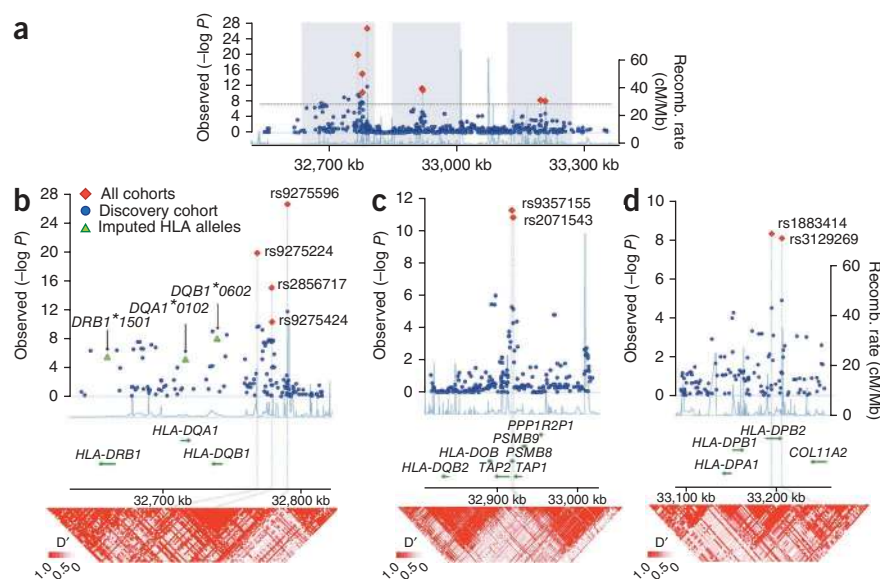 a
Observed (–log P)
28
24
20
16
12
8
4
0
Recomb. rate (cM/Mb)
60
40
20
0
32,700 kb
33,000 kb
33,300 kb
b
All cohorts
Discovery cohort
Imputed HLA alleles
Observed (–log P)
28
24
20
16
12
8
4
0
rs9275596
rs9275224
rs2856717
rs9275424
DQB1*0602
DQA1*0102
DRB1*1501
HLA-DQA1
HLA-DRB1
HLA-DQB1
32,700 kb
32,800 kb
D'
1.0
0.5
0
c
Observed (–log P)
12
10
8
6
4
2
0
rs9357155
rs2071543
PPP1R2P1
PSMB9*
HLA-DOB
PSMB8
HLA-DQB2
TAP2
TAP1
32,900 kb
33,000 kb
D'
1.0
0.5
0
d
Observed (–log P)
10
8
6
4
2
0
rs1883414
rs3129269
Recomb. rate (cM/Mb)
60
40
20
0
HLA-DPB2
HLA-DPB1
HLA-DPA1
COL11A2
33,100 kb
33,200 kb
D'
1.0
0.5
0